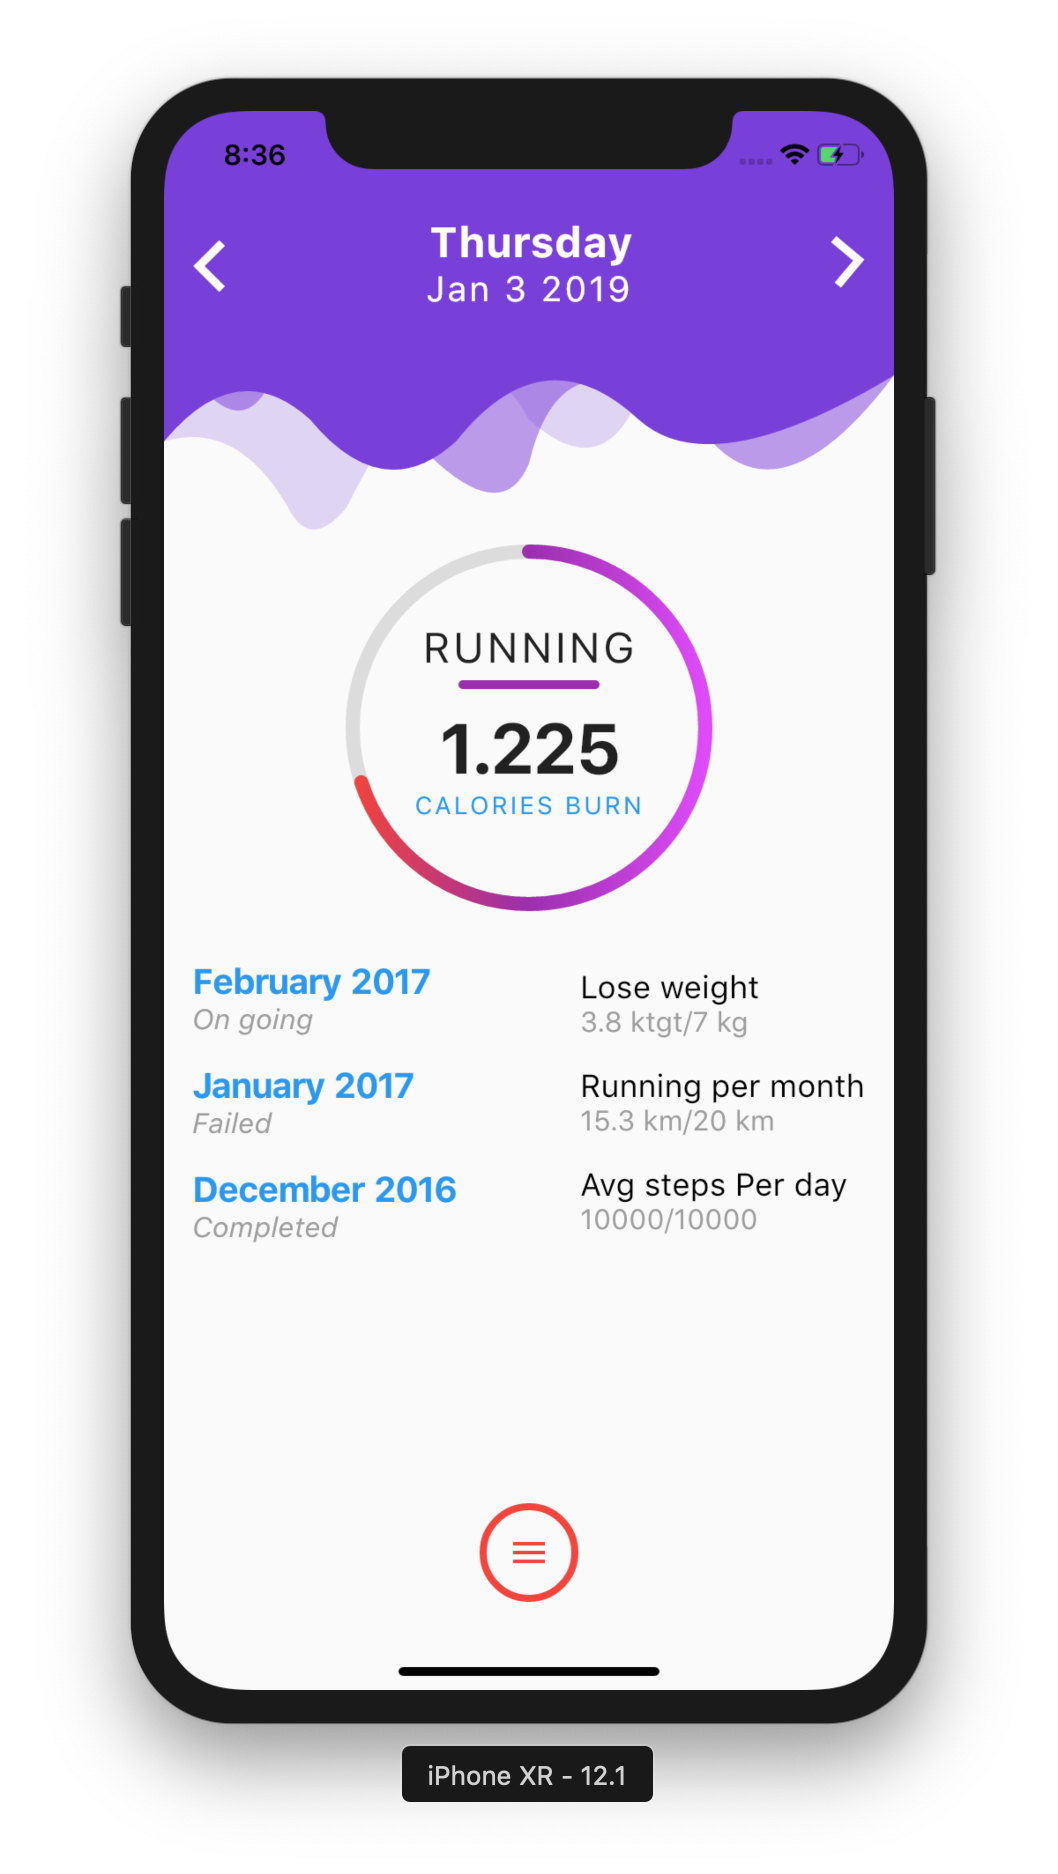 8:36
Thursday
Jan 3 2019
RUNNING
1.225
CALORIES BURN
February 2017
On going
January 2017
Failed
December 2016
Completed
Lose weight
3.8 ktgt/7 kg
Running per month
15.3 km/20 km
Avg steps Per day
10000/10000
iPhone XR - 12.1